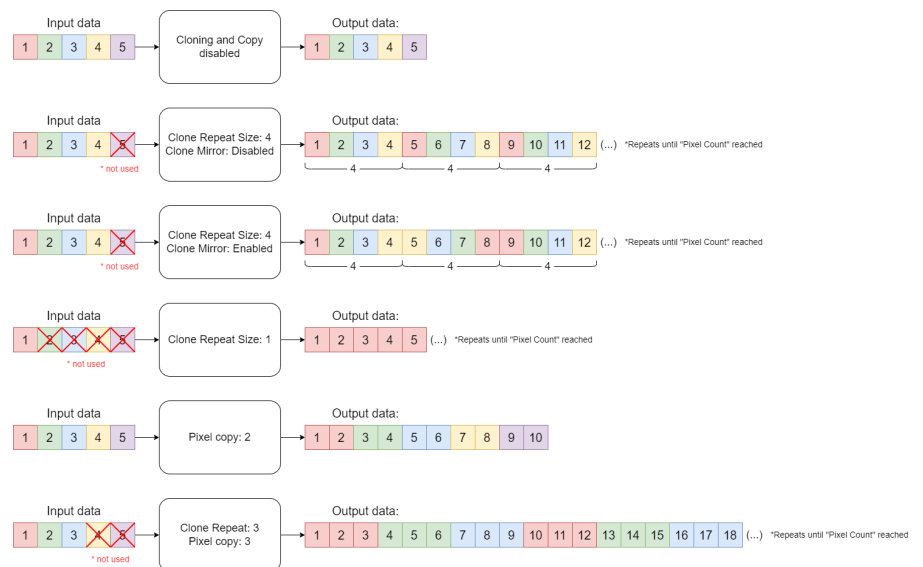 Input data
Output data:
1 2 3 4 5
Cloning and Copy
disabled
1 2 3 4 5
Input data
Output data:
1 2 3 4 5
Clone Repeat Size: 4
Clone Mirror: Disabled
1 2 3 4 5 6 7 8 9 10 11 12 (...) *Repeats until "Pixel Count" reached
* not used
4 4 4
Input data
Output data:
1 2 3 4 5
Clone Repeat Size: 4
Clone Mirror: Enabled
1 2 3 4 5 6 7 8 9 10 11 12 (...) *Repeats until "Pixel Count" reached
* not used
4 4 4
Input data
Output data:
1 2 3 4 5
Clone Repeat Size: 1
1 2 3 4 5 (...) *Repeats until "Pixel Count" reached
* not used
Input data
Output data:
1 2 3 4 5
Pixel copy: 2
1 2 3 4 5 6 7 8 9 10
Input data
Output data:
1 2 3 4 5
Clone Repeat: 3
Pixel copy: 3
1 2 3 4 5 6 7 8 9 10 11 12 13 14 15 16 17 18 (...) *Repeats until "Pixel Count" reached
* not used